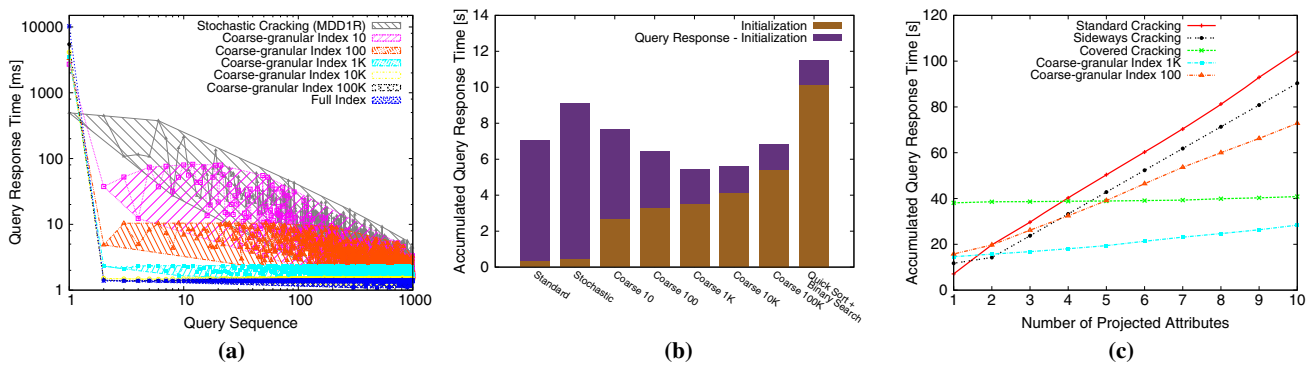 Query Response Time [ms]
10000
1000
100
10
1
1
10
100
1000
Query Sequence
Stochastic Cracking (MDD1R)
Coarse-granular Index 10
Coarse-granular Index 100
Coarse-granular Index 1K
Coarse-granular Index 10K
Coarse-granular Index 100K
Full Index
(a)
Accumulated Query Response Time [s]
14
12
10
8
6
4
2
0
Initialization
Query Response - Initialization
Standard
Stochastic
Coarse 10
Coarse 100
Coarse 1K
Coarse 10K
Coarse 100K
Quick Sort +
Binary Search
(b)
Accumulated Query Response Time [s]
120
100
80
60
40
20
0
1
2
3
4
5
6
7
8
9
10
Number of Projected Attributes
Standard Cracking
Sideways Cracking
Covered Cracking
Coarse-granular Index 1K
Coarse-granular Index 100
(c)